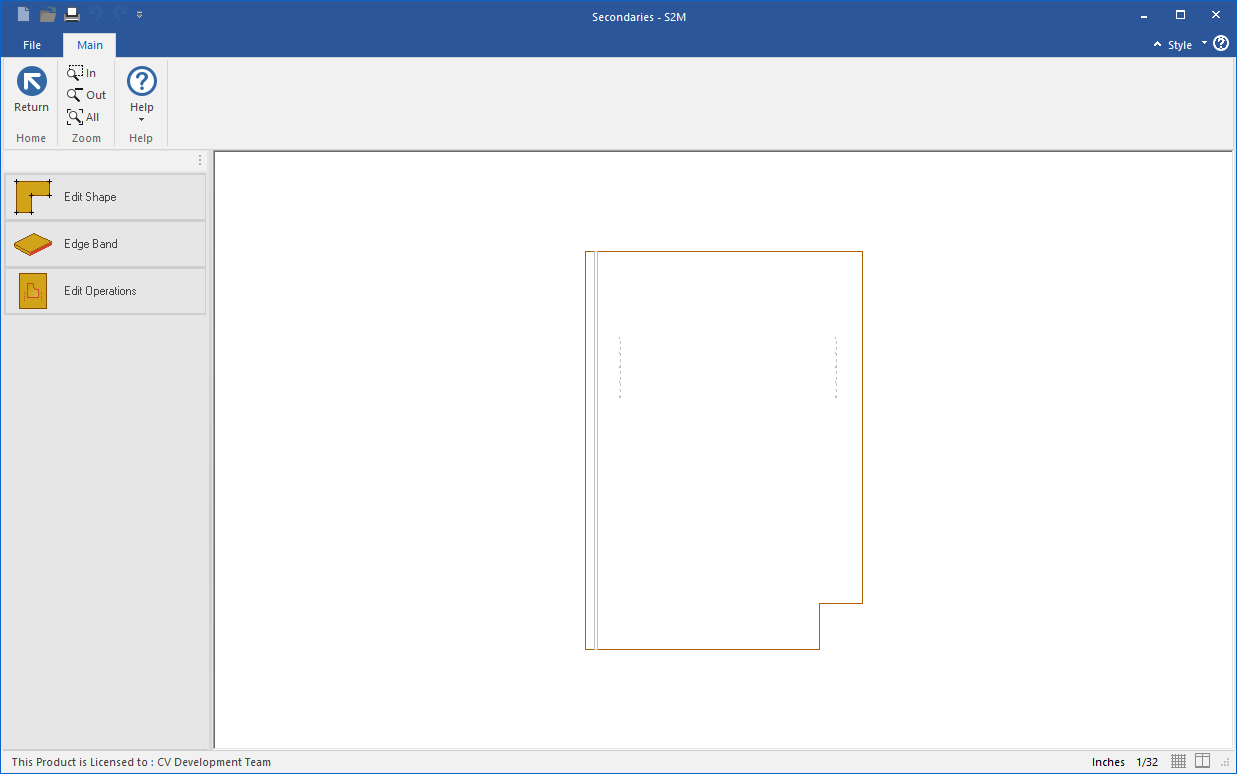 Secondaries - S2M
File Main Style
In
Out
All
Return
Help
Home Zoom Help
Edit Shape
Edge Band
Edit Operations
This Product is Licensed to : CV Development Team Inches 1/32